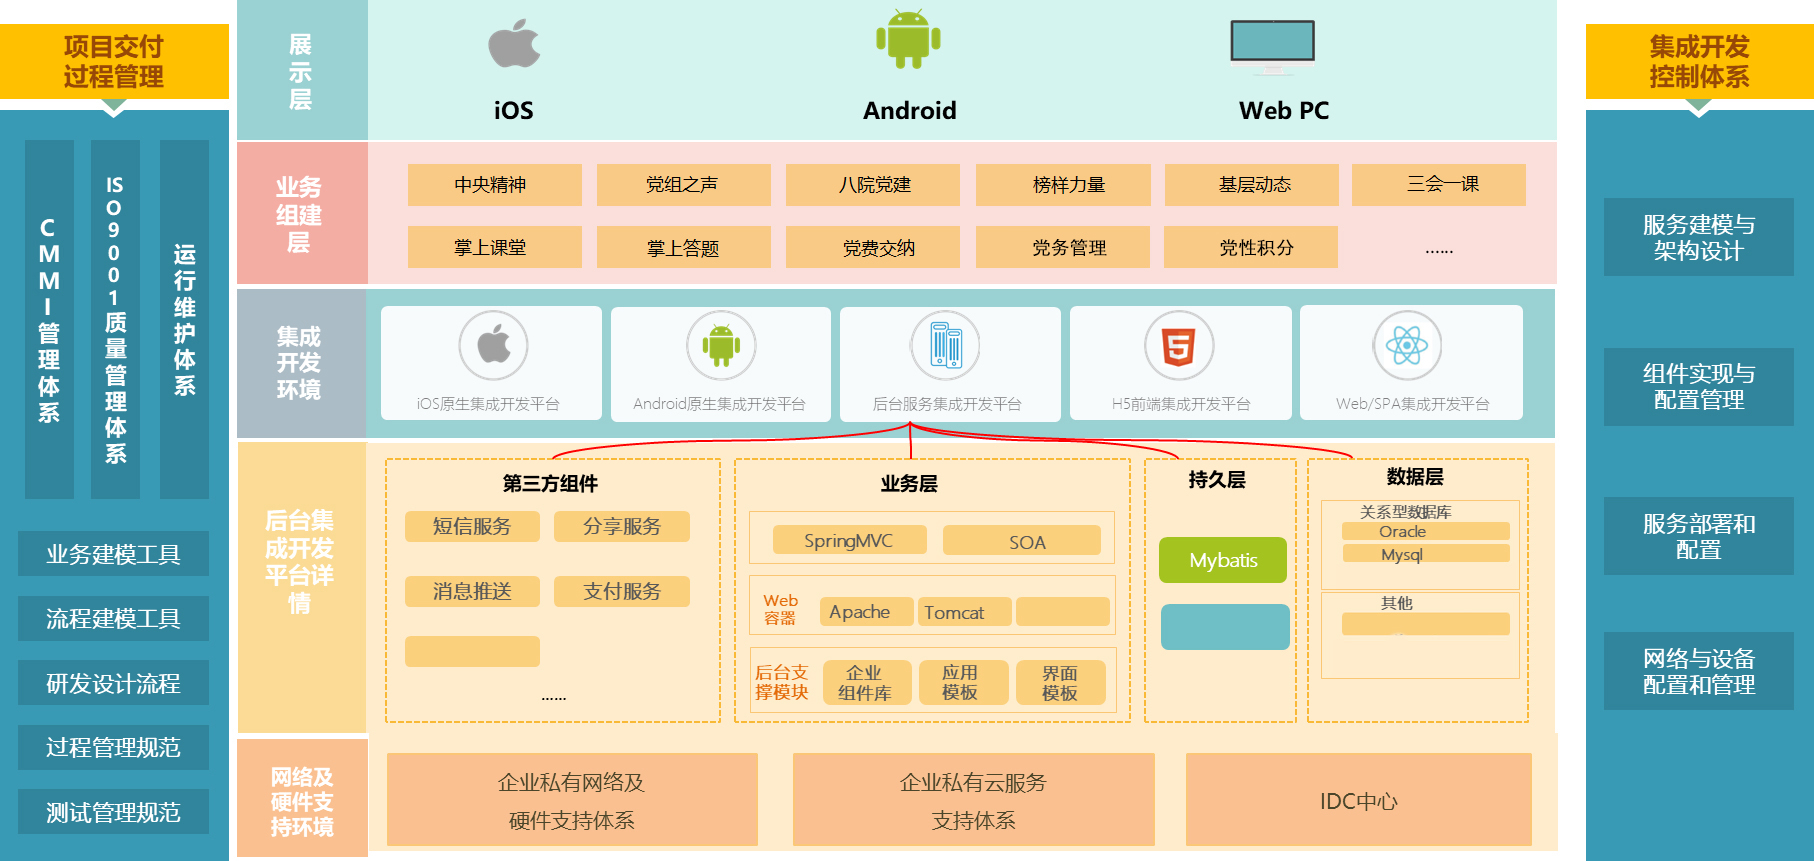 项目交付
过程管理
CMMI管理体系
ISO9001质量管理体系
运行维护体系
业务建模工具
流程建模工具
研发设计流程
过程管理规范
测试管理规范
展示层
iOS
Android
Web PC
业务
组建
层
中央精神
党组之声
八院党建
榜样力量
基层动态
三会一课
掌上课堂
掌上答题
党费交纳
党务管理
党性积分
......
集成
开发
环境
iOS原生集成开发平台
Android原生集成开发平台
后台服务集成开发平台
H5前端集成开发平台
Web/SPA集成开发平台
后台集
成开发
平台详
情
第三方组件
短信服务
分享服务
消息推送
支付服务
......
业务层
SpringMVC
SOA
Web
容器
Apache
Tomcat
后台支
撑模块
企业
组件库
应用
模板
界面
模板
持久层
Mybatis
数据层
关系型数据库
Oracle
Mysql
其他
网络及
硬件支
持环境
企业私有网络及
硬件支持体系
企业私有云服务
支持体系
IDC中心
集成开发
控制体系
服务建模与
架构设计
组件实现与
配置管理
服务部署和
配置
网络与设备
配置和管理